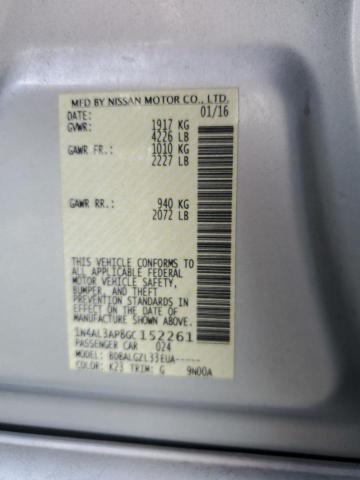 MFD BY NISSAN MOTOR CO., LTD.
DATE: 01/16
GVWR: 1917 KG
4226 LB
GAWR FR.: 1010 KG
2227 LB
GAWR RR.: 940 KG
2072 LB
THIS VEHICLE CONFORMS TO
ALL APPLICABLE FEDERAL
MOTOR VEHICLE SAFETY,
BUMPER, AND THEFT
PREVENTION STANDARDS IN
EFFECT ON THE DATE OF
MANUFACTURE SHOWN ABOVE.
1N4AL3AP8GC152261
PASSENGER CAR 024
MODEL: BDBALGZL33EUA-----
COLOR: K23 TRIM: G 9N00A